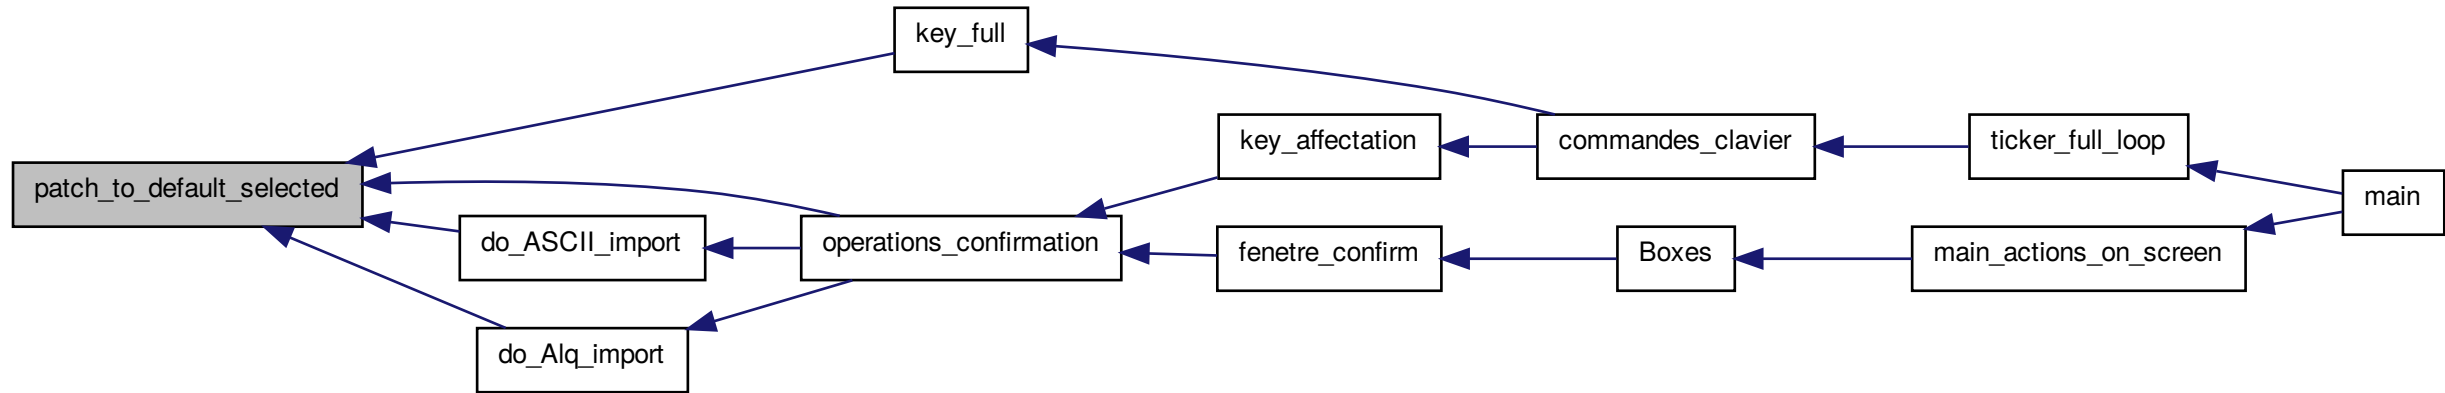 key_full
key_affectation
commandes_clavier
ticker_full_loop
patch_to_default_selected
main
do_ASCII_import
operations_confirmation
fenetre_confirm
Boxes
main_actions_on_screen
do_Alq_import